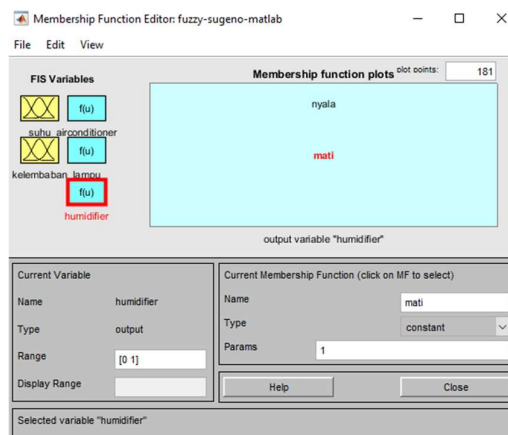 Membership Function Editor: fuzzy-sugeno-matlab
File Edit View
FIS Variables
Membership function plots plot points: 181
f(u)
suhu airconditioner
f(u)
kelembaban lampu
f(u)
humidifier
nyala
mati
output variable "humidifier"
Current Variable
Name humidifier
Type output
Range [0 1]
Display Range
Current Membership Function (click on MF to select)
Name mati
Type constant
Params 1
Help Close
Selected variable "humidifier"